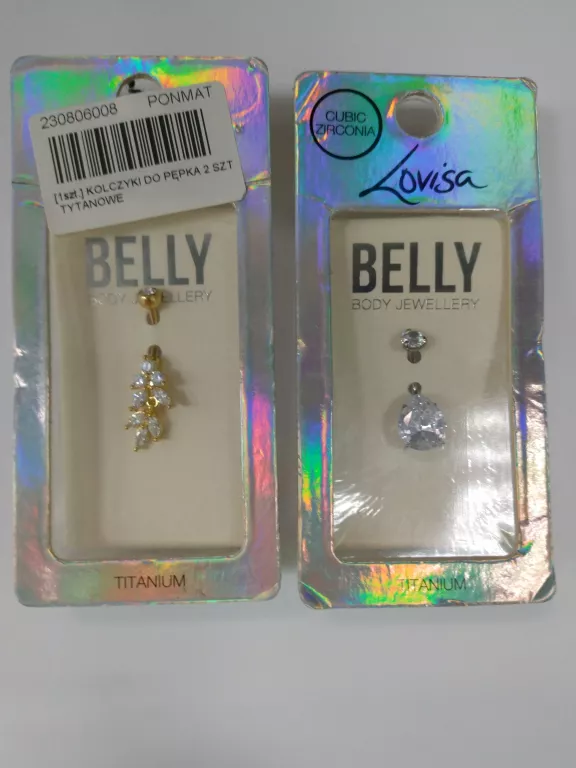 230806008 PONMAT
[1szt.] KOLCZYKI DO PĘPKA 2 SZT
TYTANOWE
BELLY
BODY JEWELLERY
TITANIUM
CUBIC
ZIRCONIA
Lovisa
BELLY
BODY JEWELLERY
TITANIUM